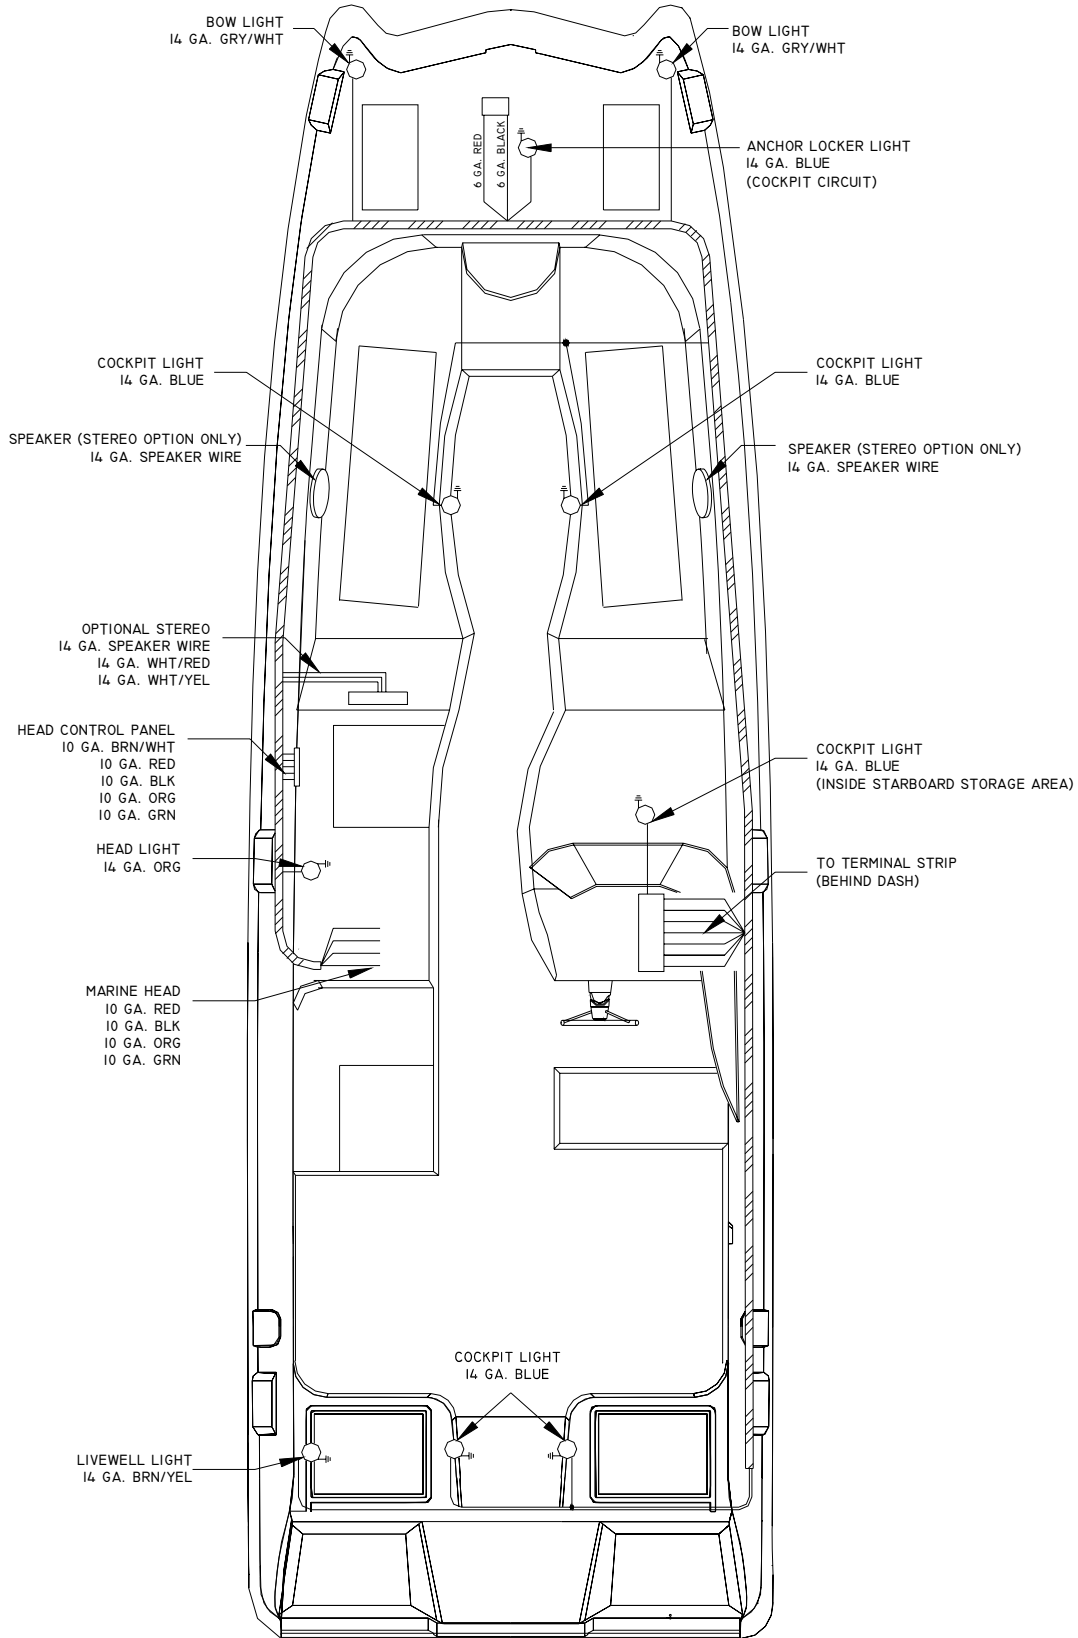 BOW LIGHT
14 GA. GRY/WHT
BOW LIGHT
14 GA. GRY/WHT
6 GA. RED
6 GA. BLACK
ANCHOR LOCKER LIGHT
14 GA. BLUE
(COCKPIT CIRCUIT)
COCKPIT LIGHT
14 GA. BLUE
COCKPIT LIGHT
14 GA. BLUE
SPEAKER (STEREO OPTION ONLY)
14 GA. SPEAKER WIRE
SPEAKER (STEREO OPTION ONLY)
14 GA. SPEAKER WIRE
OPTIONAL STEREO
14 GA. SPEAKER WIRE
14 GA. WHT/RED
14 GA. WHT/YEL
HEAD CONTROL PANEL
10 GA. BRN/WHT
10 GA. RED
10 GA. BLK
10 GA. ORG
10 GA. GRN
COCKPIT LIGHT
14 GA. BLUE
(INSIDE STARBOARD STORAGE AREA)
HEAD LIGHT
14 GA. ORG
TO TERMINAL STRIP
(BEHIND DASH)
MARINE HEAD
10 GA. RED
10 GA. BLK
10 GA. ORG
10 GA. GRN
COCKPIT LIGHT
14 GA. BLUE
LIVEWELL LIGHT
14 GA. BRN/YEL